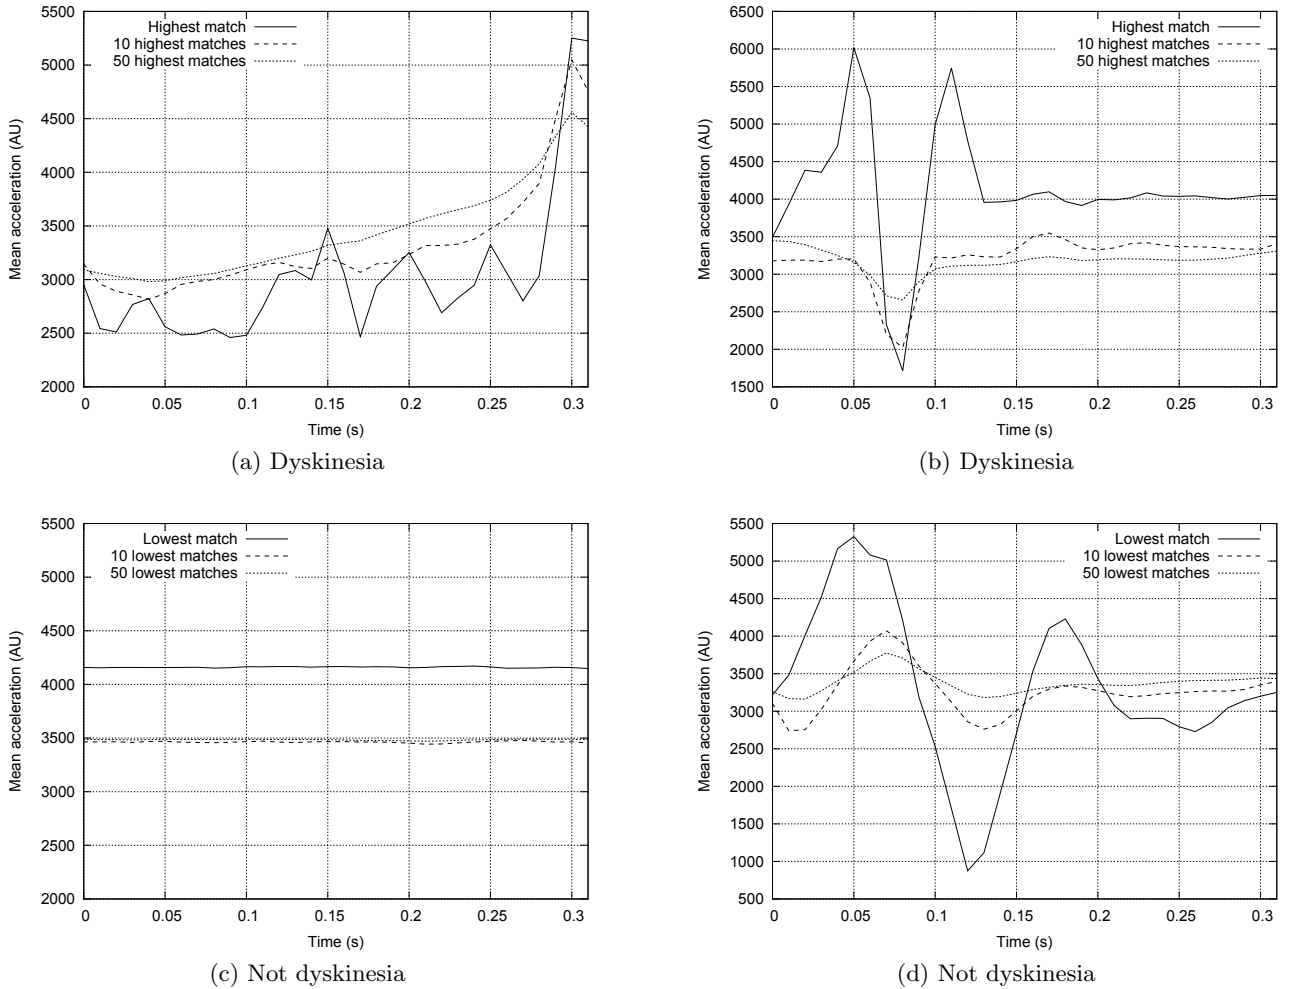 5500
5000
4500
4000
3500
3000
2500
2000
Mean acceleration (AU)
Highest match
10 highest matches
50 highest matches
0 0.05 0.1 0.15 0.2 0.25 0.3
Time (s)
(a) Dyskinesia
6500
6000
5500
5000
4500
4000
3500
3000
2500
2000
1500
Mean acceleration (AU)
Highest match
10 highest matches
50 highest matches
0 0.05 0.1 0.15 0.2 0.25 0.3
Time (s)
(b) Dyskinesia
5500
5000
4500
4000
3500
3000
2500
2000
Mean acceleration (AU)
Lowest match
10 lowest matches
50 lowest matches
0 0.05 0.1 0.15 0.2 0.25 0.3
Time (s)
(c) Not dyskinesia
5500
5000
4500
4000
3500
3000
2500
2000
1500
1000
500
Mean acceleration (AU)
Lowest match
10 lowest matches
50 lowest matches
0 0.05 0.1 0.15 0.2 0.25 0.3
Time (s)
(d) Not dyskinesia